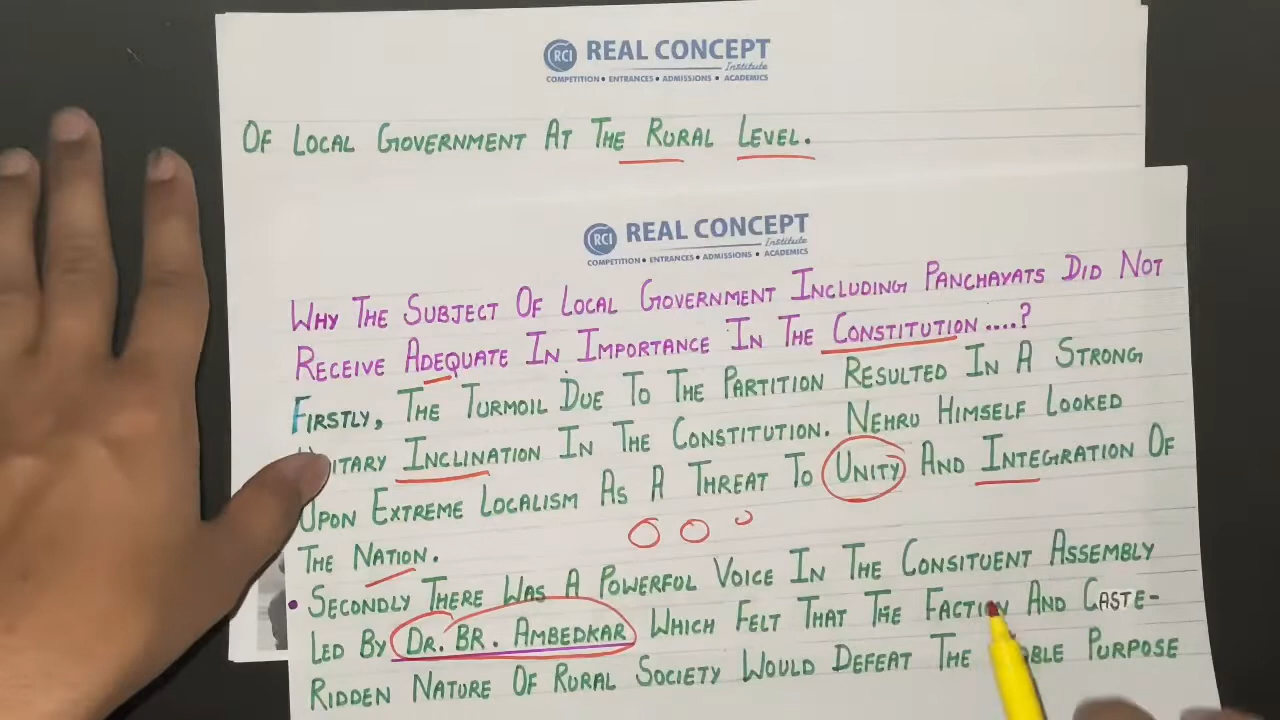 RCI REAL CONCEPT
Institute
COMPETITION • ENTRANCES • ADMISSIONS • ACADEMICS
OF LOCAL GOVERNMENT AT THE RURAL LEVEL.
RCI REAL CONCEPT
Institute
COMPETITION • ENTRANCES • ADMISSIONS • ACADEMICS
WHY THE SUBJECT OF LOCAL GOVERNMENT INCLUDING PANCHAYATS DID NOT
RECEIVE ADEQUATE IN IMPORTANCE IN THE CONSTITUTION....?
FIRSTLY, THE TURMOIL DUE TO THE PARTITION RESULTED IN A STRONG
INCLINATION IN THE CONSTITUTION. NEHRU HIMSELF LOOKED
UPON EXTREME LOCALISM AS A THREAT TO UNITY AND INTEGRATION OF
THE NATION.
• SECONDLY THERE WAS A POWERFUL VOICE IN THE CONSITUENT ASSEMBLY
LED BY DR. BR. AMBEDKAR WHICH FELT THAT THE FACTION AND CASTE-
RIDDEN NATURE OF RURAL SOCIETY WOULD DEFEAT THE PURPOSE